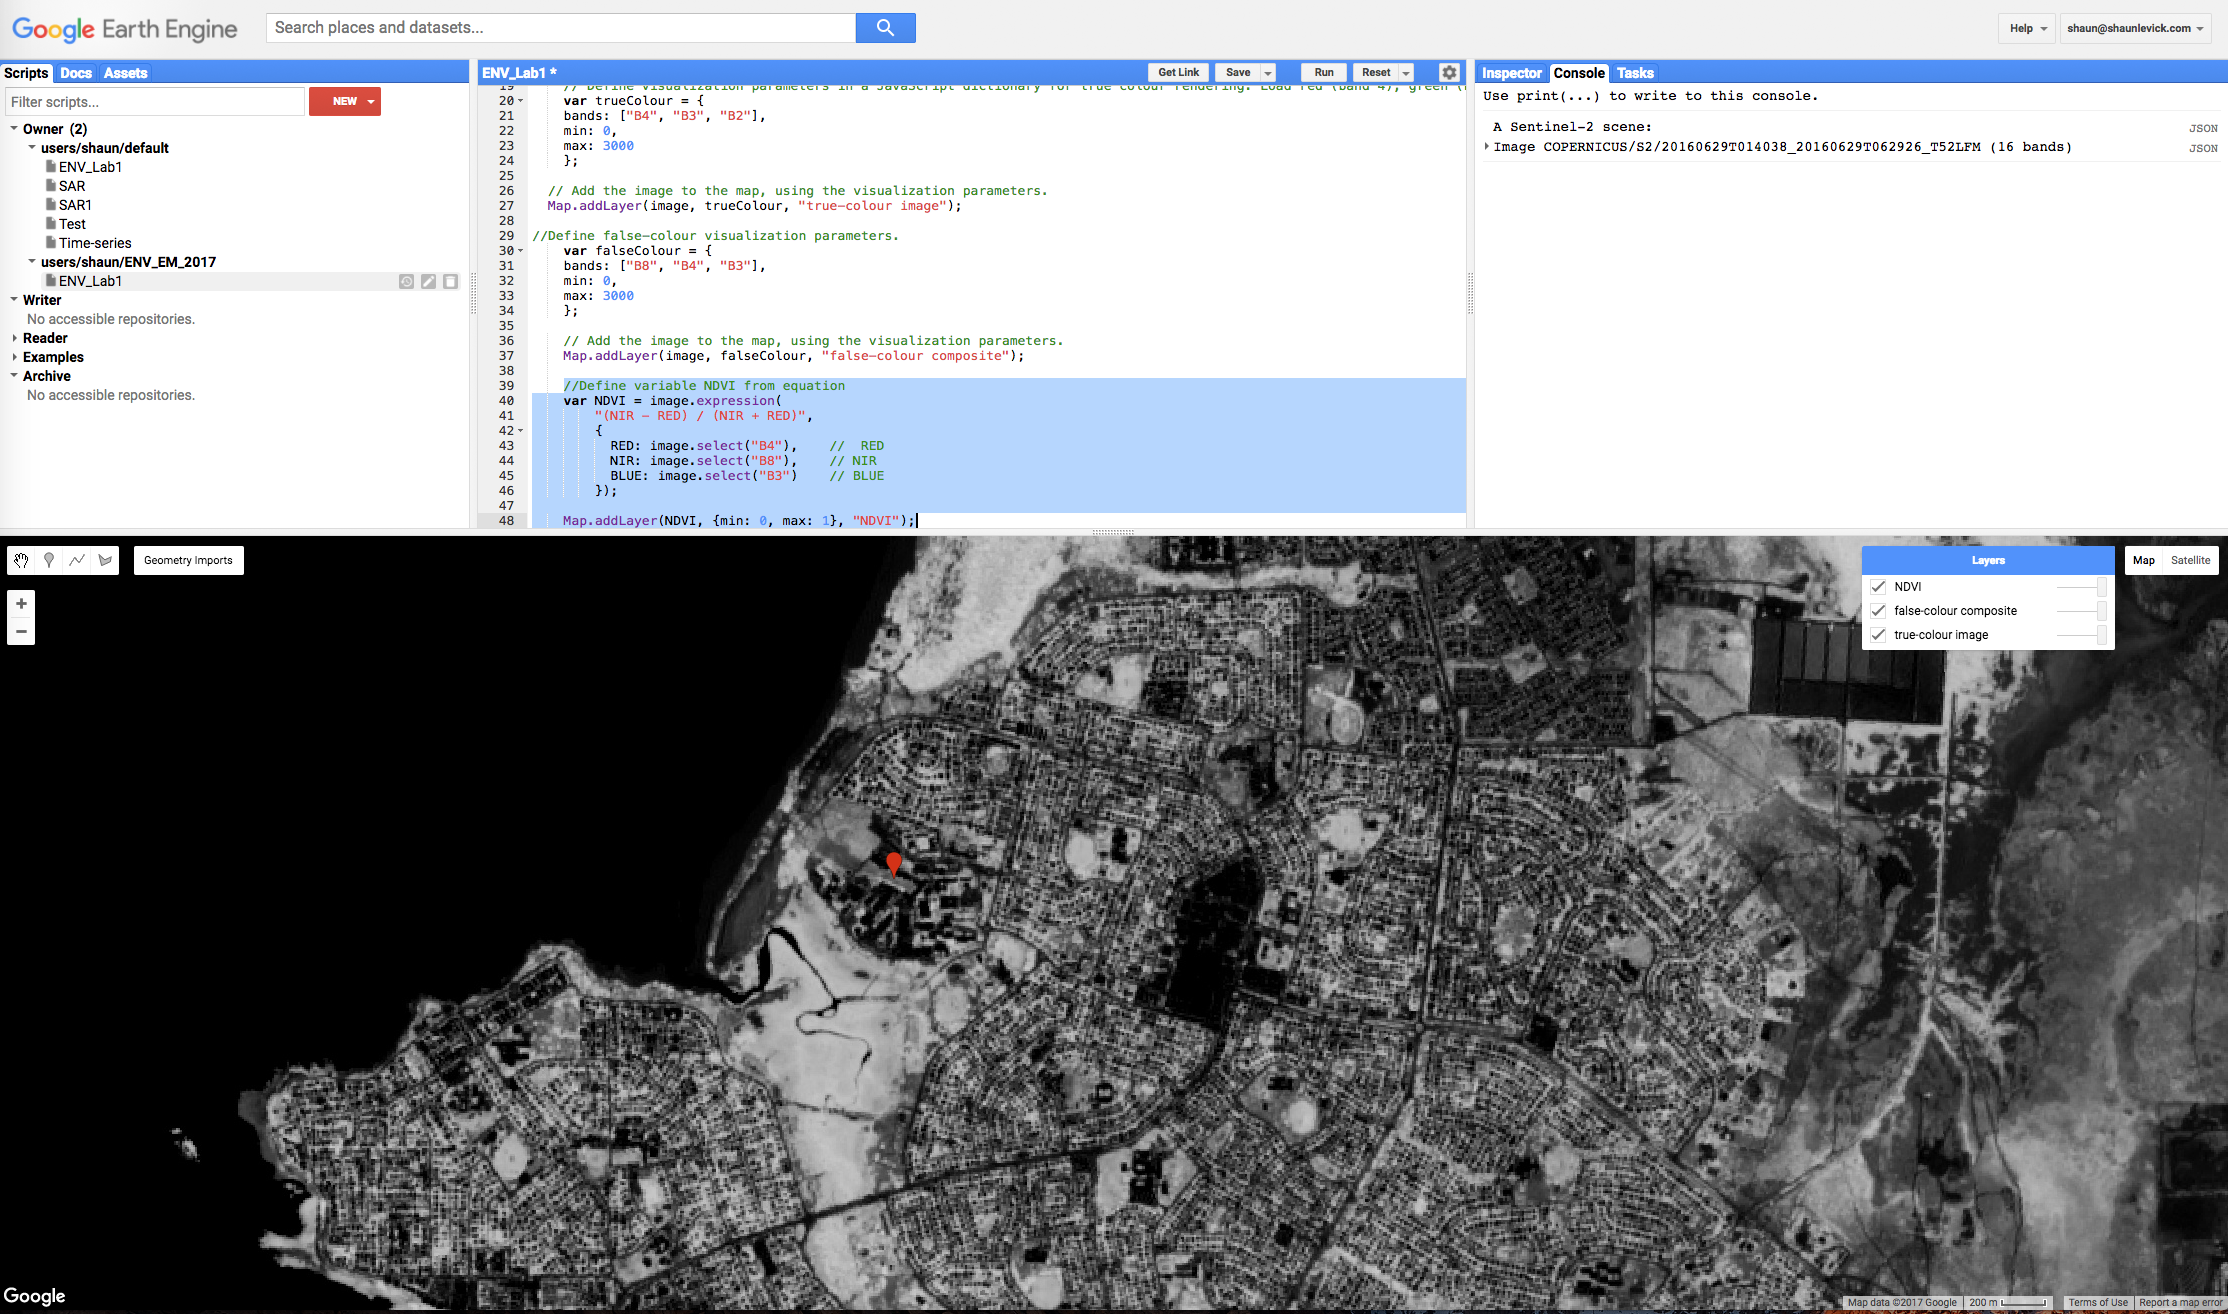 Google Earth Engine
Search places and datasets...
Help
shaun@shaunlevick.com
Scripts Docs Assets
Filter scripts...
NEW
Owner (2)
users/shaun/default
ENV_Lab1
SAR
SAR1
Test
Time-series
users/shaun/ENV_EM_2017
ENV_Lab1
Writer
No accessible repositories.
Reader
Examples
Archive
No accessible repositories.
ENV_Lab1 *
Get Link Save Run Reset
19 // Define visualization parameters in a JavaScript dictionary for true colour rendering. Load red (band 4), green (
20 var trueColour = {
21 bands: ["B4", "B3", "B2"],
22 min: 0,
23 max: 3000
24 };
25
26 // Add the image to the map, using the visualization parameters.
27 Map.addLayer(image, trueColour, "true-colour image");
28
29 //Define false-colour visualization parameters.
30 var falseColour = {
31 bands: ["B8", "B4", "B3"],
32 min: 0,
33 max: 3000
34 };
35
36 // Add the image to the map, using the visualization parameters.
37 Map.addLayer(image, falseColour, "false-colour composite");
38
39 //Define variable NDVI from equation
40 var NDVI = image.expression(
41 "(NIR - RED) / (NIR + RED)",
42 {
43 RED: image.select("B4"), // RED
44 NIR: image.select("B8"), // NIR
45 BLUE: image.select("B3") // BLUE
46 });
47
48 Map.addLayer(NDVI, {min: 0, max: 1}, "NDVI");
Inspector Console Tasks
Use print(...) to write to this console.
A Sentinel-2 scene:
JSON
Image COPERNICUS/S2/20160629T014038_20160629T062926_T52LFM (16 bands)
JSON
Geometry Imports
+
−
Layers
NDVI
false-colour composite
true-colour image
Map Satellite
Google
Map data ©2017 Google 200 m Terms of Use Report a map error